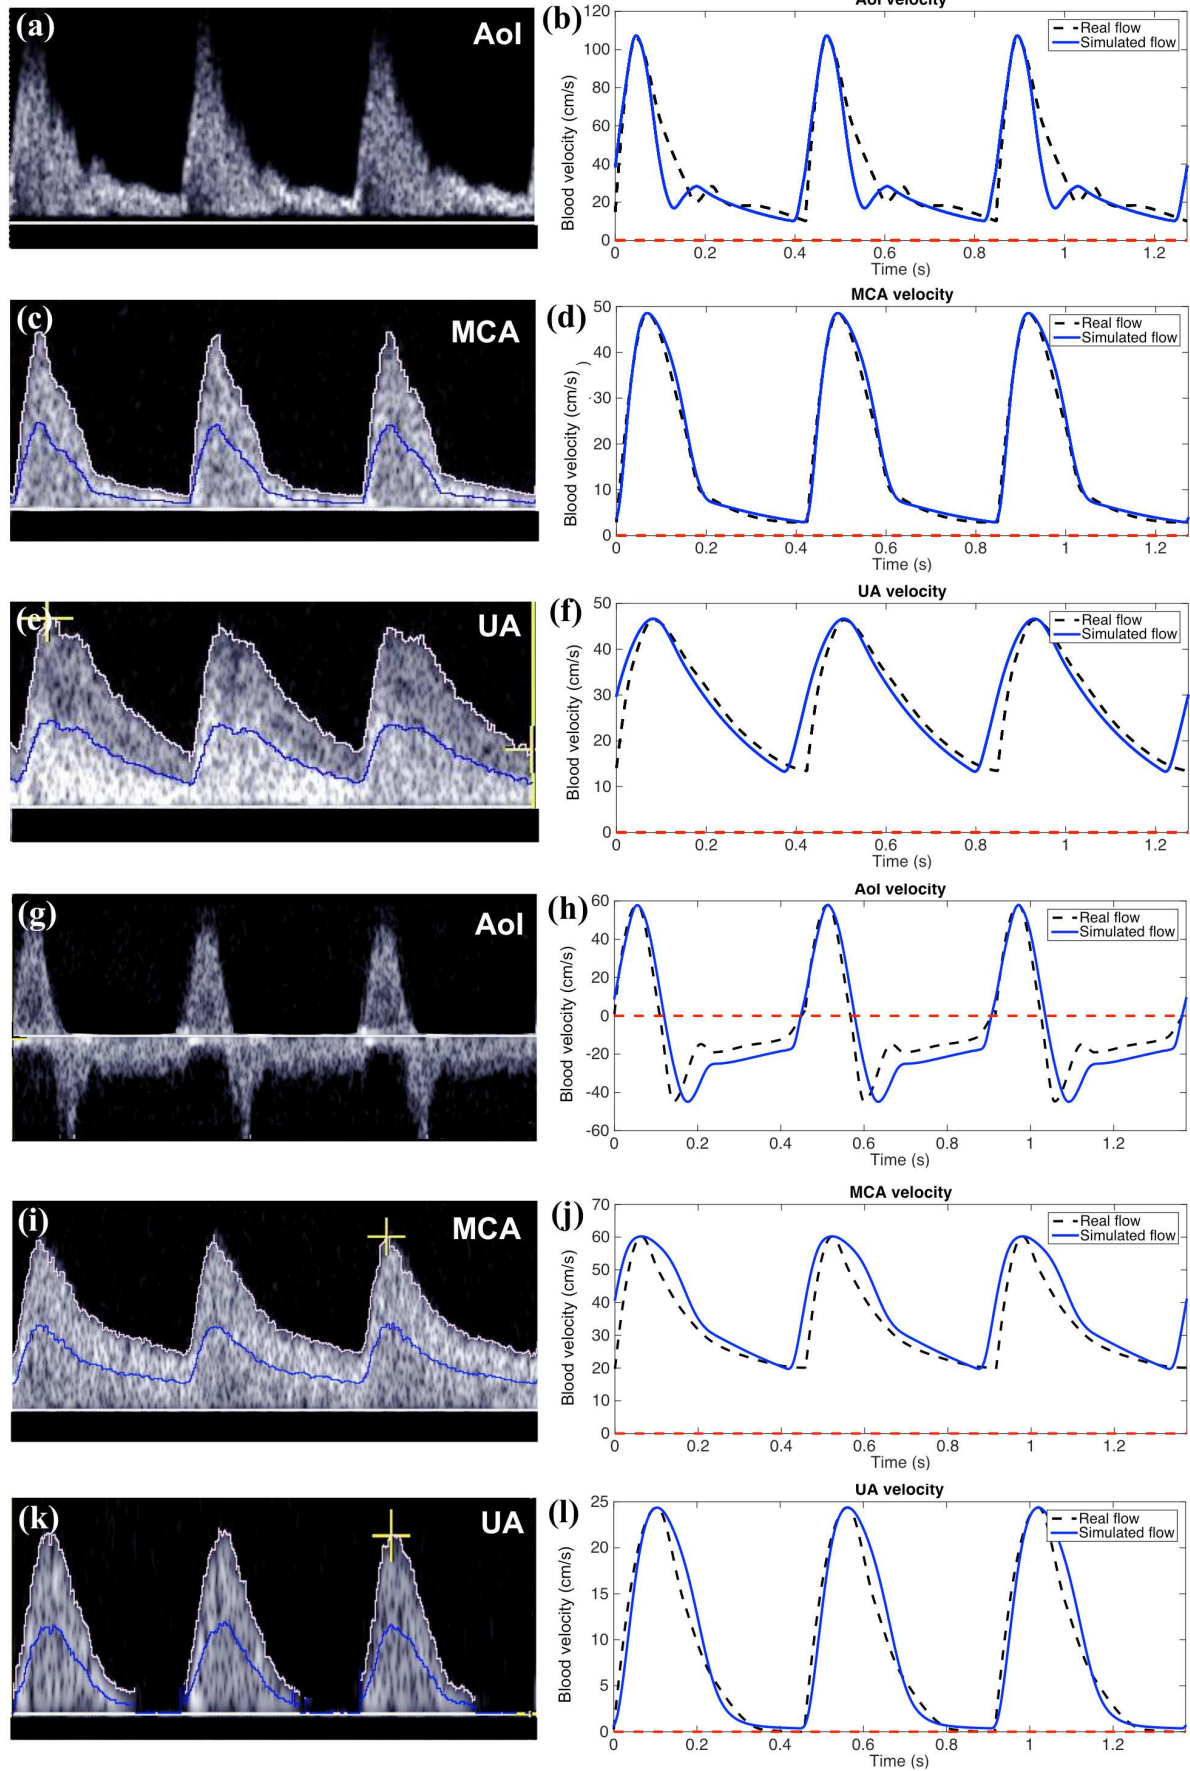 (a)
AoI
(b)
AoI velocity
Blood velocity (cm/s)
120
100
80
60
40
20
0
Real flow
Simulated flow
0 0.2 0.4 0.6 0.8 1 1.2
Time (s)
(c)
MCA
(d)
MCA velocity
Blood velocity (cm/s)
50
40
30
20
10
0
Real flow
Simulated flow
0 0.2 0.4 0.6 0.8 1 1.2
Time (s)
(e)
UA
(f)
UA velocity
Blood velocity (cm/s)
50
40
30
20
10
0
Real flow
Simulated flow
0 0.2 0.4 0.6 0.8 1 1.2
Time (s)
(g)
AoI
(h)
AoI velocity
Blood velocity (cm/s)
60
40
20
0
-20
-40
-60
Real flow
Simulated flow
0 0.2 0.4 0.6 0.8 1 1.2
Time (s)
(i)
MCA
(j)
MCA velocity
Blood velocity (cm/s)
70
60
50
40
30
20
10
0
Real flow
Simulated flow
0 0.2 0.4 0.6 0.8 1 1.2
Time (s)
(k)
UA
(l)
UA velocity
Blood velocity (cm/s)
25
20
15
10
5
0
Real flow
Simulated flow
0 0.2 0.4 0.6 0.8 1 1.2
Time (s)